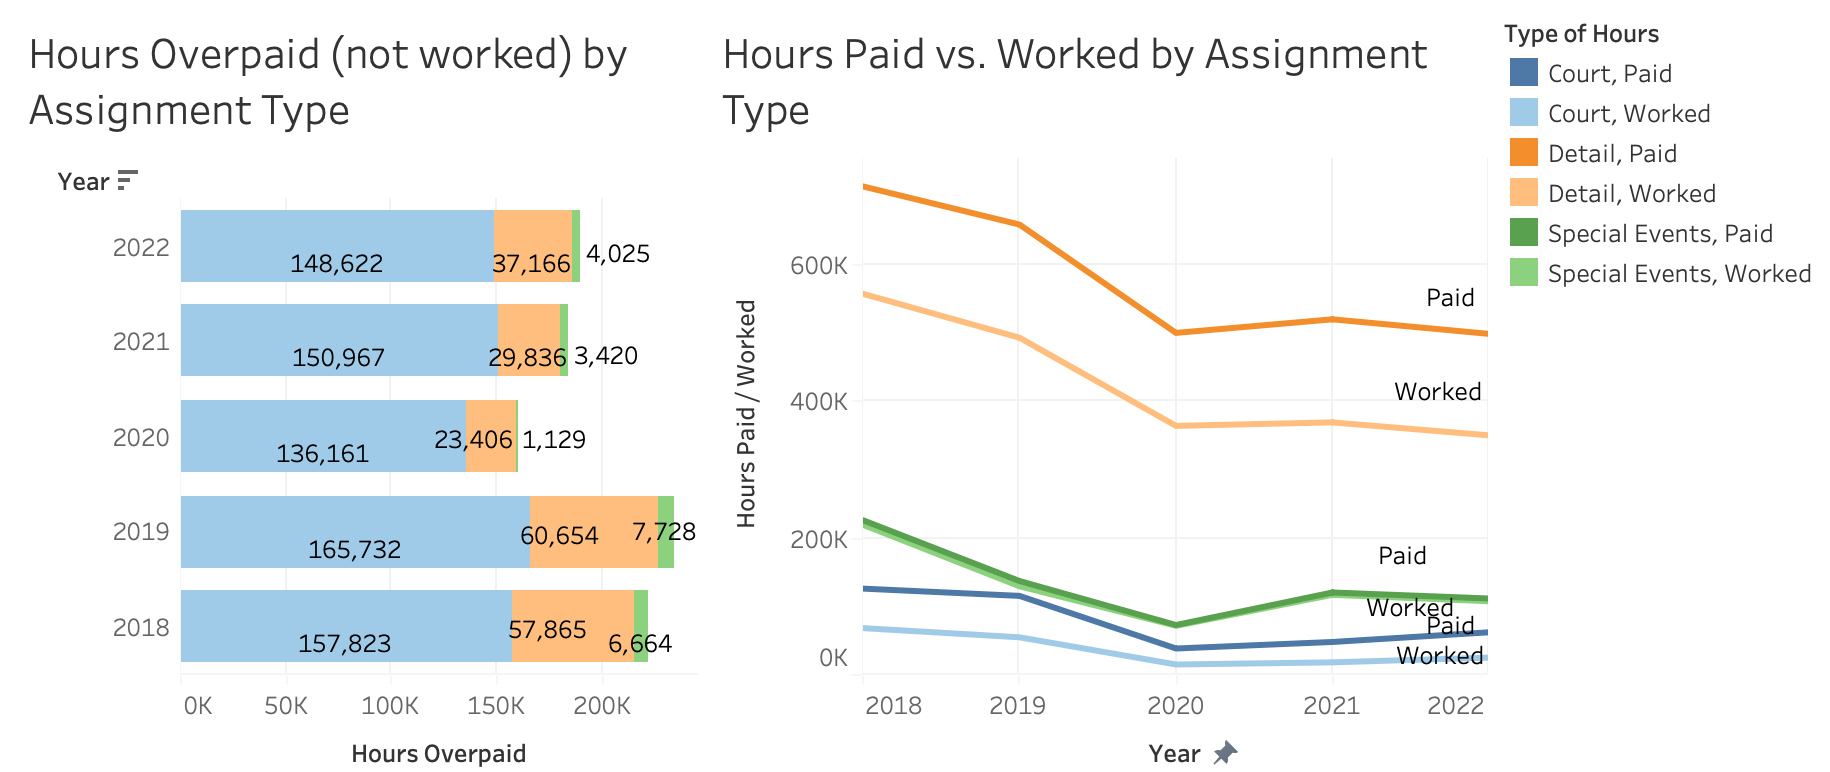 Hours Overpaid (not worked) by
Assignment Type
Year
2022
148,622
37,166
4,025
2021
150,967
29,836
3,420
2020
136,161
23,406
1,129
2019
165,732
60,654
7,728
2018
157,823
57,865
6,664
0K
50K
100K
150K
200K
Hours Overpaid
Hours Paid vs. Worked by Assignment
Type
Hours Paid / Worked
600K
400K
200K
0K
Paid
Worked
Paid
Worked
Paid
Worked
2018
2019
2020
2021
2022
Year
Type of Hours
Court, Paid
Court, Worked
Detail, Paid
Detail, Worked
Special Events, Paid
Special Events, Worked